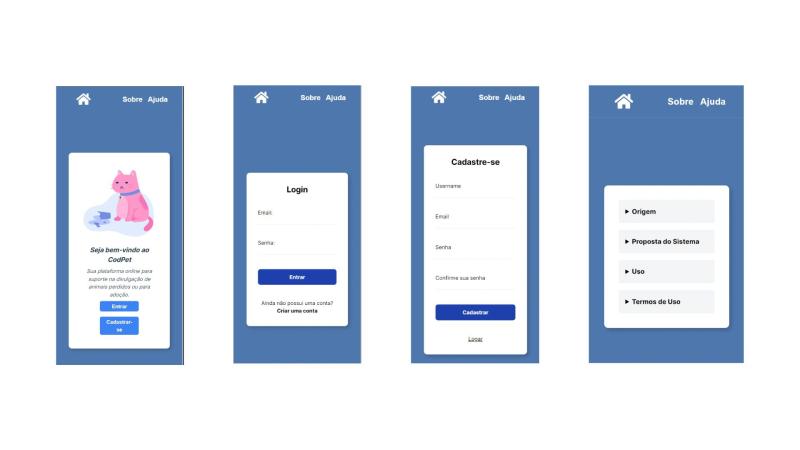 Sobre Ajuda
Seja bem-vindo ao
CodPet
Sua plataforma online para
suporte na divulgação de
animais perdidos ou para
adoção.
Entrar
Cadastrar-
se
Sobre Ajuda
Login
Email:
Senha:
Entrar
Ainda não possui uma conta?
Criar uma conta
Sobre Ajuda
Cadastre-se
Username
Email
Senha
Confirme sua senha
Cadastrar
Logar
Sobre Ajuda
Origem
Proposta do Sistema
Uso
Termos de Uso